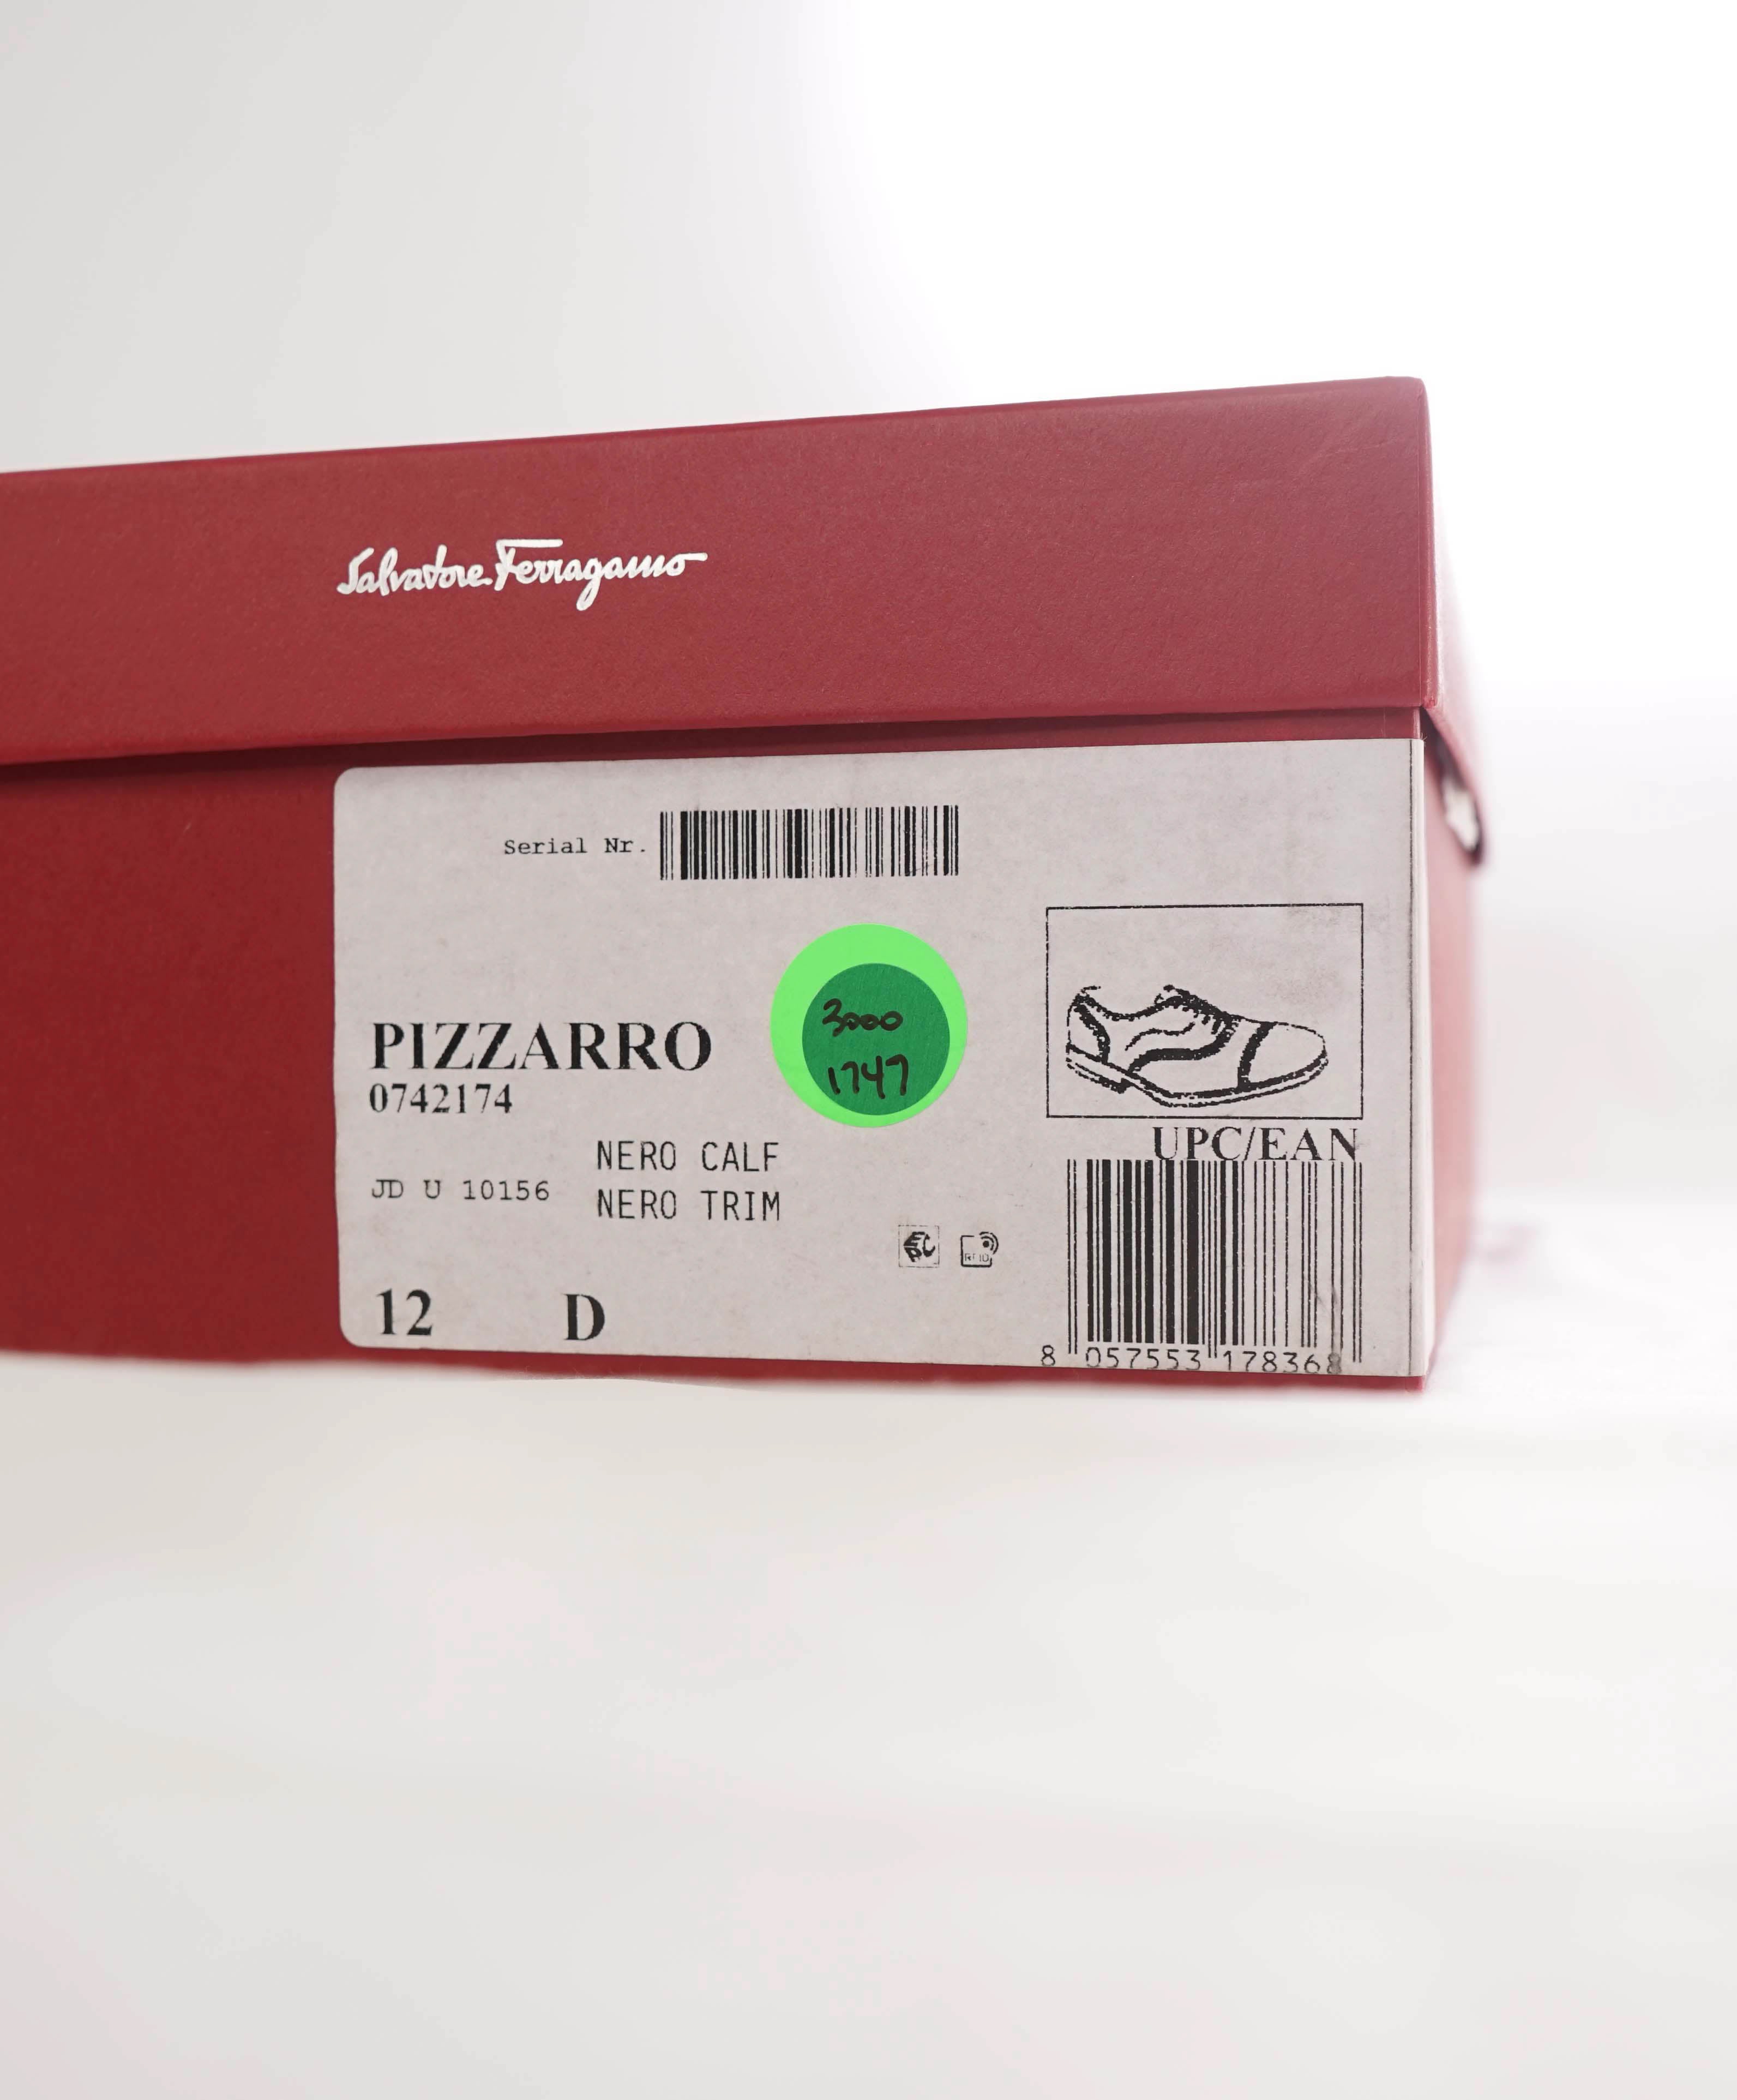 Salvatore Ferragamo
Serial Nr.
3000
1747
PIZZARRO
0742174
NERO CALF
JD U 10156
NERO TRIM
RFID
UPC/EAN
12 D
8 057553 178368